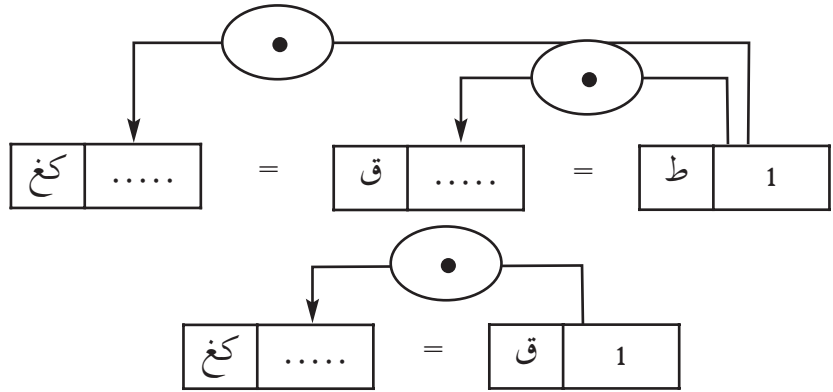 1 ط = ..... ق = ..... كغ
1 ق = ..... كغ